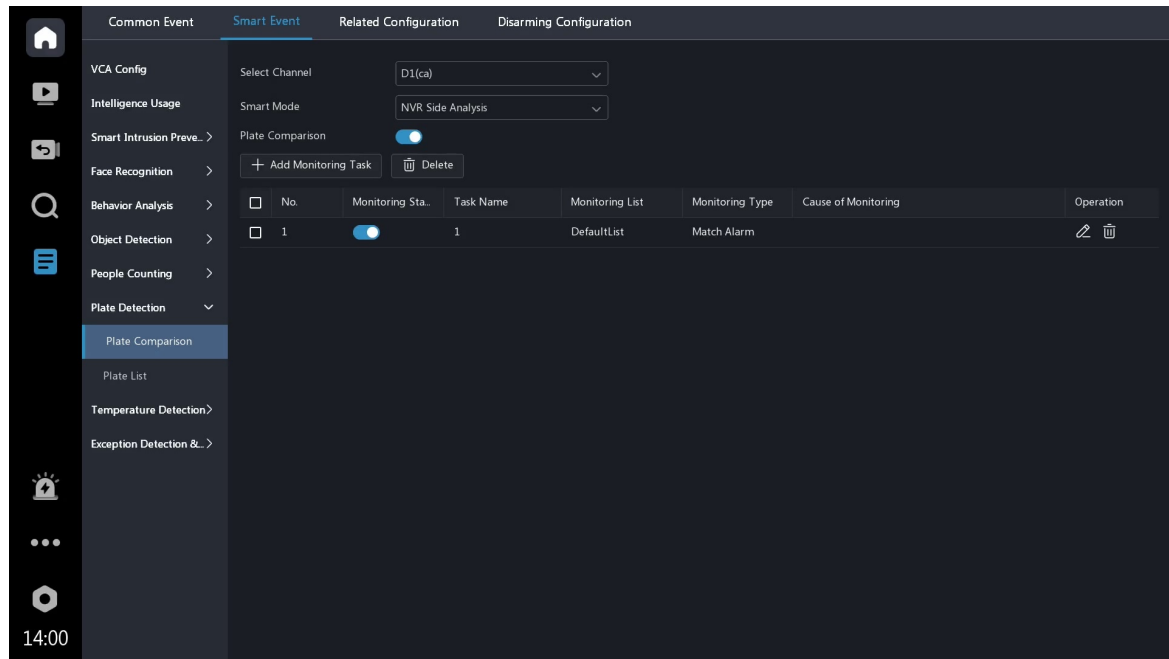 Common Event Smart Event Related Configuration Disarming Configuration
VCA Config
Intelligence Usage
Smart Intrusion Preve...
Face Recognition
Behavior Analysis
Object Detection
People Counting
Plate Detection
Plate Comparison
Plate List
Temperature Detection
Exception Detection &...
14:00
Select Channel D1(ca)
Smart Mode NVR Side Analysis
Plate Comparison
Add Monitoring Task Delete
No. Monitoring Sta... Task Name Monitoring List Monitoring Type Cause of Monitoring Operation
1 1 DefaultList Match Alarm